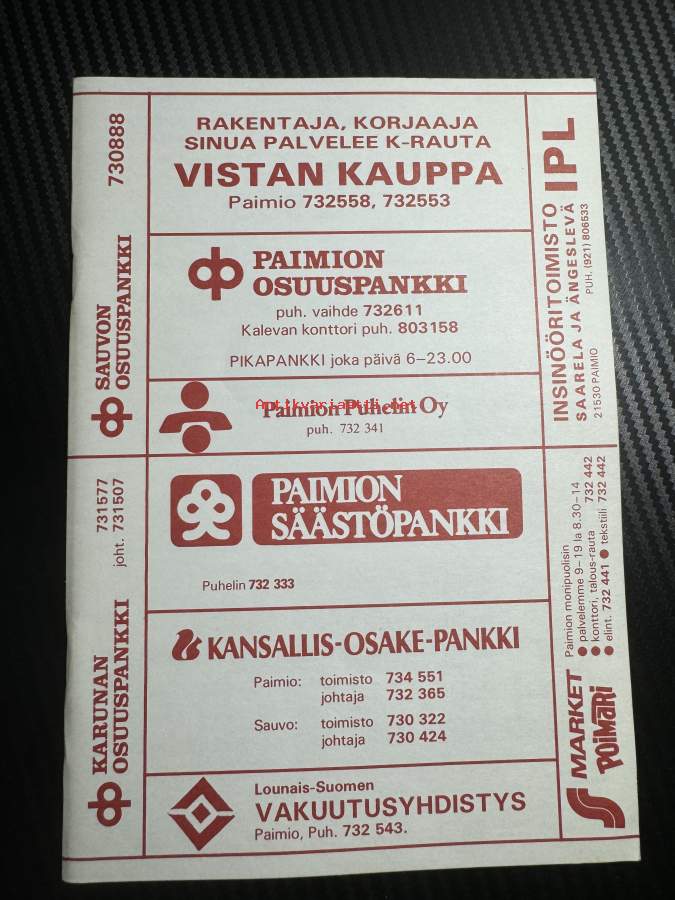 RAKENTAJA, KORJAAJA
SINUA PALVELEE K-RAUTA
VISTAN KAUPPA
Paimio 732558, 732553
PAIMION
OSUUSPANKKI
puh. vaihde 732611
Kalevan konttori puh. 803158
PIKAPANKKI joka päivä 6–23.00
Paimion Puhelin Oy
Antikvariaatti.net
puh. 732 341
PAIMION
SÄÄSTÖPANKKI
Puhelin 732 333
KANSALLIS-OSAKE-PANKKI
Paimio: toimisto 734 551
johtaja 732 365
Sauvo: toimisto 730 322
johtaja 730 424
Lounais-Suomen
VAKUUTUSYHDISTYS
Paimio, Puh. 732 543.
SAUVON 730888
OSUUSPANKKI
KARUNAN 731577
OSUUSPANKKI joht. 731507
INSINÖÖRITOIMISTO IPL
SAARELA JA ÄNGESLEVÄ
21530 PAIMIO PUH. (921) 806533
S MARKET
POIMARI
Paimion monipuolisin
● palvelemme 9–19 la 8.30–14
● konttori, talous-rauta 732 442
● elint. 732 441 ● tekstiili 732 442